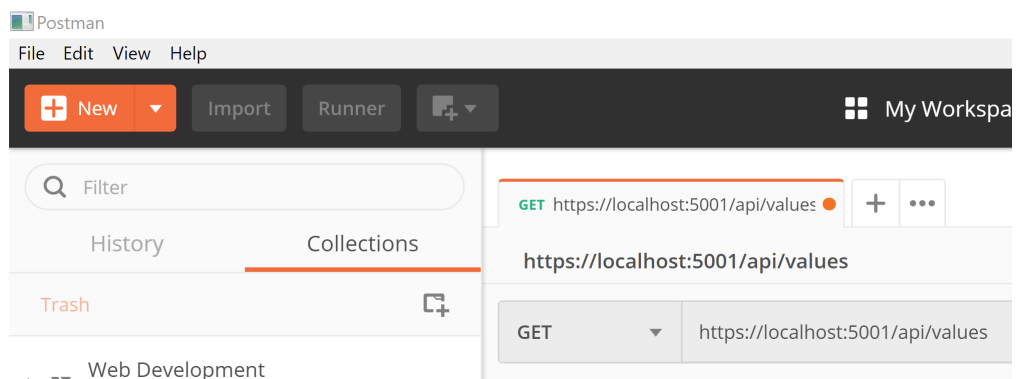 Postman
File Edit View Help
New Import Runner My Workspa
Filter
GET https://localhost:5001/api/values
History Collections
https://localhost:5001/api/values
Trash
GET https://localhost:5001/api/values
Web Development